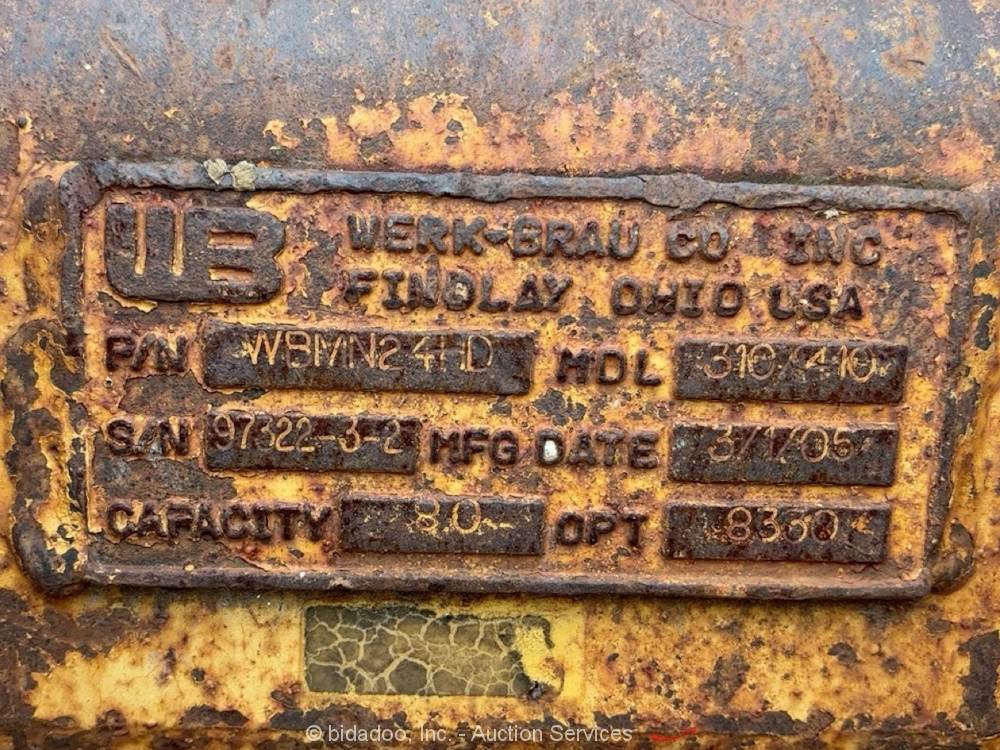 WB WERK-BRAU CO INC
FINDLAY OHIO USA
P/N WBMN24HD MDL 310/410
S/N 97322-3-2 MFG DATE 3/1/05
CAPACITY 8.0 OPT 8330
© bidadoo, Inc. - Auction Services